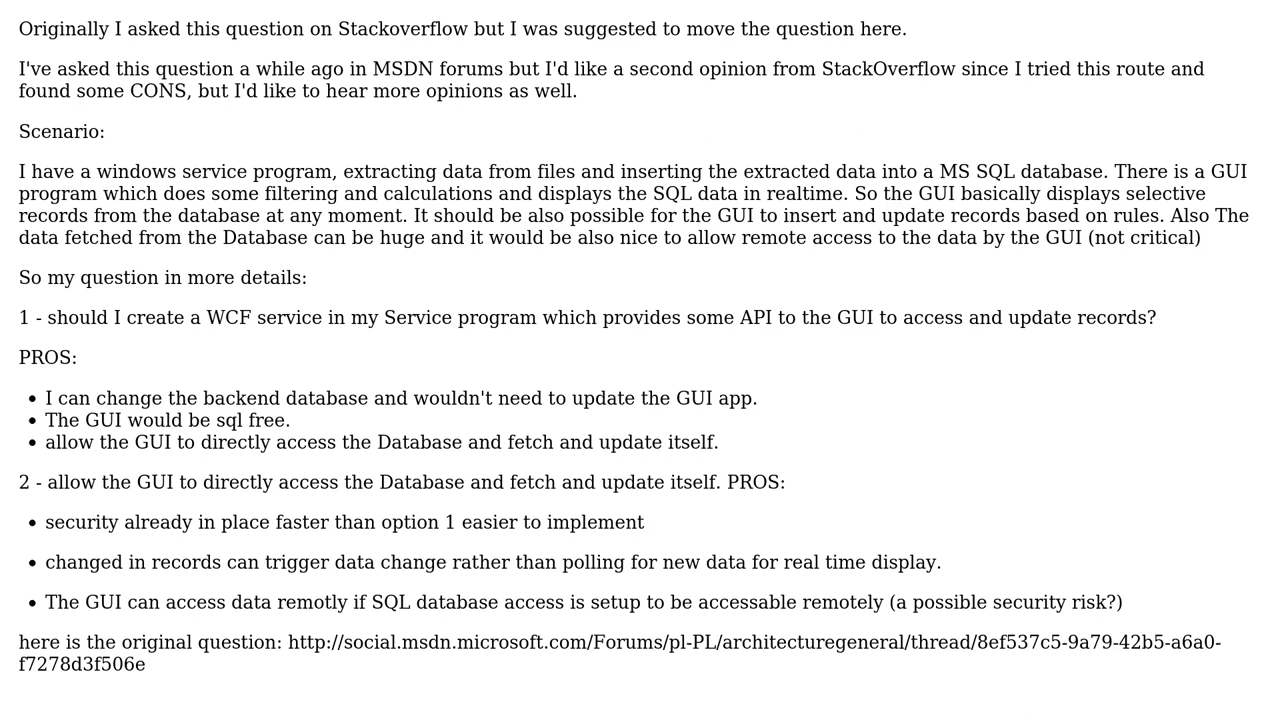 Originally I asked this question on Stackoverflow but I was suggested to move the question here.
I've asked this question a while ago in MSDN forums but I'd like a second opinion from StackOverflow since I tried this route and
found some CONS, but I'd like to hear more opinions as well.
Scenario:
I have a windows service program, extracting data from files and inserting the extracted data into a MS SQL database. There is a GUI
program which does some filtering and calculations and displays the SQL data in realtime. So the GUI basically displays selective
records from the database at any moment. It should be also possible for the GUI to insert and update records based on rules. Also The
data fetched from the Database can be huge and it would be also nice to allow remote access to the data by the GUI (not critical)
So my question in more details:
1 - should I create a WCF service in my Service program which provides some API to the GUI to access and update records?
PROS:
• I can change the backend database and wouldn't need to update the GUI app.
• The GUI would be sql free.
• allow the GUI to directly access the Database and fetch and update itself.
2 - allow the GUI to directly access the Database and fetch and update itself. PROS:
• security already in place faster than option 1 easier to implement
• changed in records can trigger data change rather than polling for new data for real time display.
• The GUI can access data remotly if SQL database access is setup to be accessable remotely (a possible security risk?)
here is the original question: http://social.msdn.microsoft.com/Forums/pl-PL/architecturegeneral/thread/8ef537c5-9a79-42b5-a6a0-
f7278d3f506e